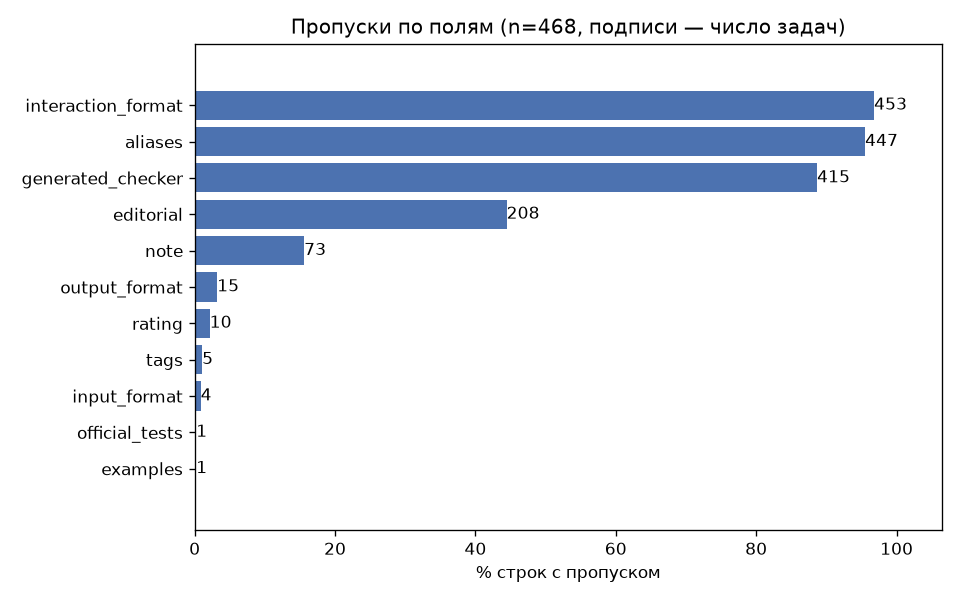 Пропуски по полям (n=468, подписи — число задач)
interaction_format 453
aliases 447
generated_checker 415
editorial 208
note 73
output_format 15
rating 10
tags 5
input_format 4
official_tests 1
examples 1
0 20 40 60 80 100
% строк с пропуском